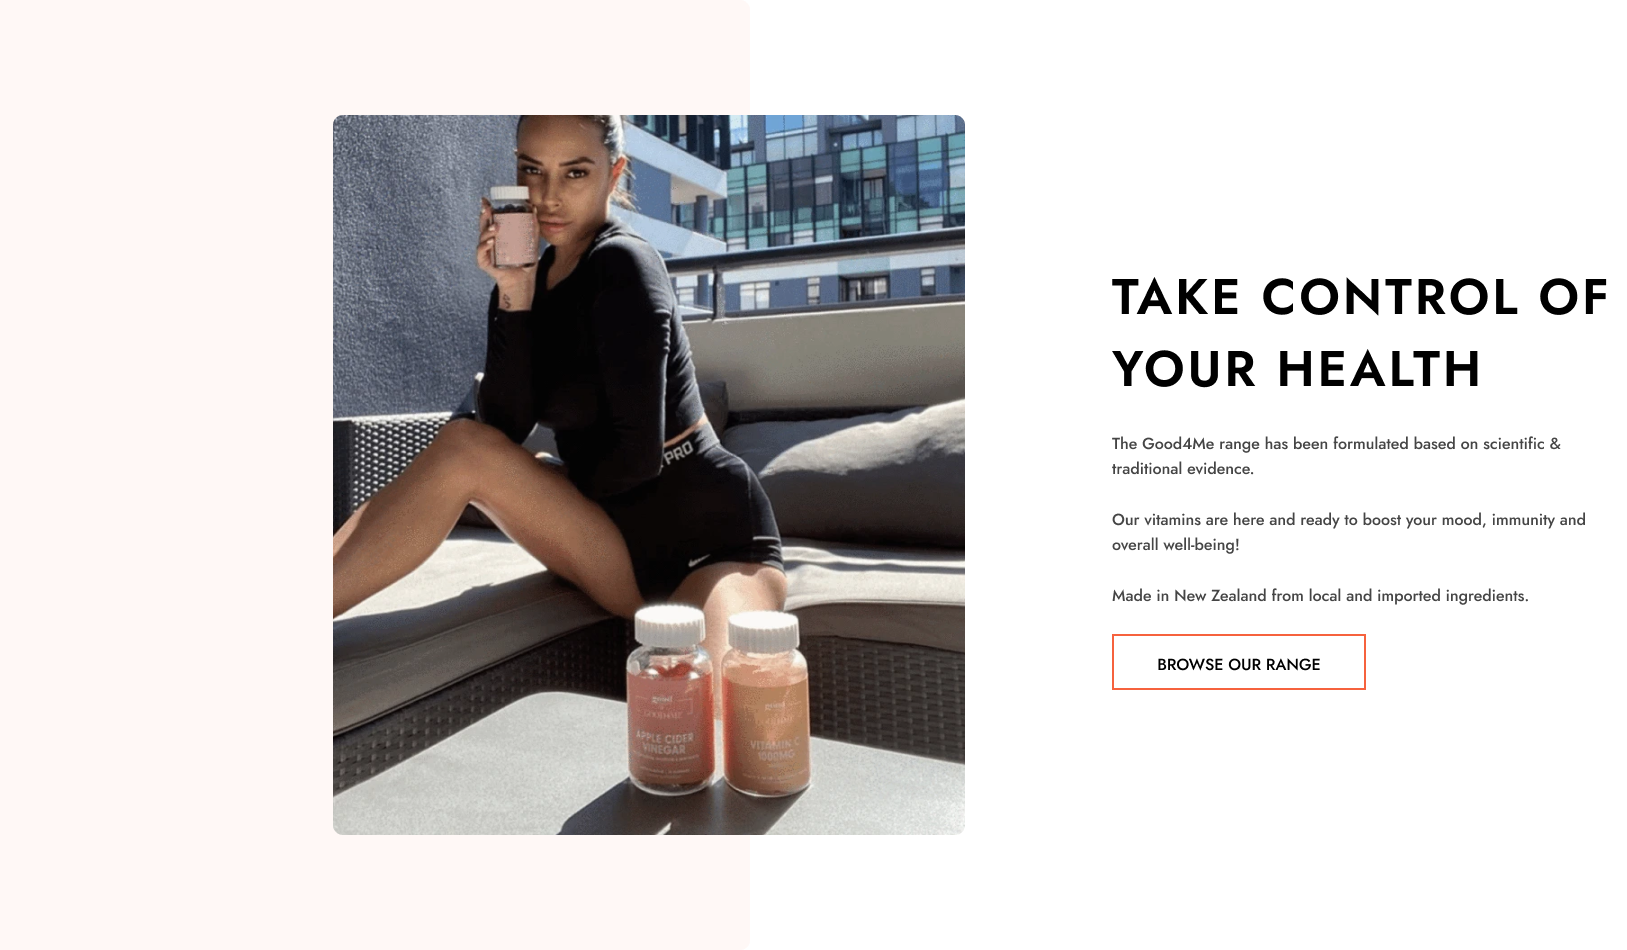 TAKE CONTROL OF
YOUR HEALTH
The Good4Me range has been formulated based on scientific &
traditional evidence.
Our vitamins are here and ready to boost your mood, immunity and
overall well-being!
Made in New Zealand from local and imported ingredients.
BROWSE OUR RANGE
PRO
APPLE CIDER
VINEGAR
VITAMIN C
1000MG